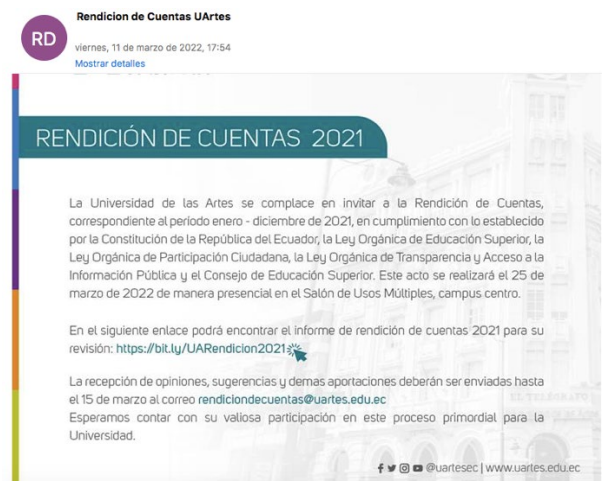 Rendicion de Cuentas UArtes
RD
viernes, 11 de marzo de 2022, 17:54
Mostrar detalles
RENDICIÓN DE CUENTAS 2021
La Universidad de las Artes se complace en invitar a la Rendición de Cuentas,
correspondiente al periodo enero - diciembre de 2021, en cumplimiento con lo establecido
por la Constitución de la República del Ecuador, la Ley Orgánica de Educación Superior, la
Ley Orgánica de Participación Ciudadana, la Ley Orgánica de Transparencia y Acceso a la
Información Pública y el Consejo de Educación Superior. Este acto se realizará el 25 de
marzo de 2022 de manera presencial en el Salón de Usos Múltiples, campus centro.
En el siguiente enlace podrá encontrar el informe de rendición de cuentas 2021 para su
revisión: https://bit.ly/UARendicion2021
La recepción de opiniones, sugerencias y demas aportaciones deberán ser enviadas hasta
el 15 de marzo al correo rendiciondecuentas@uartes.edu.ec
EL TELÉGRAFO
Esperamos contar con su valiosa participación en este proceso primordial para la
Universidad.
@uartesec | www.uartes.edu.ec